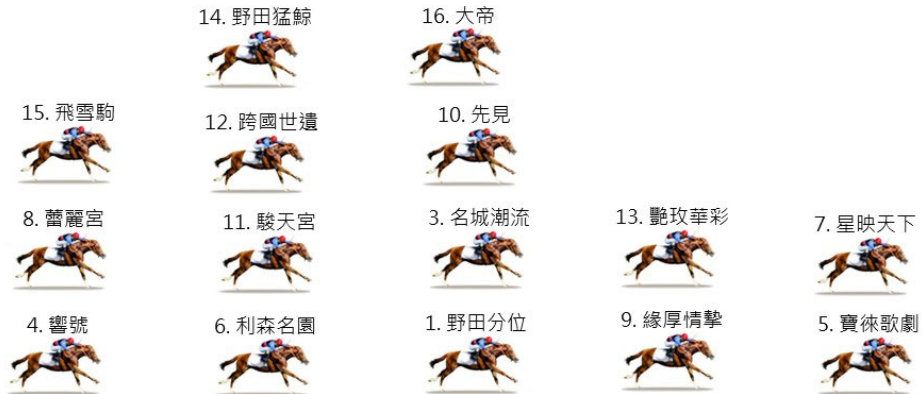 14. 野田猛鯨
16. 大帝
15. 飛雪駒
12. 跨國世遺
10. 先見
8. 蕾麗宮
11. 駿天宮
3. 名城潮流
13. 艷玫華彩
7. 星映天下
4. 響號
6. 利森名園
1. 野田分位
9. 緣厚情摯
5. 寶徠歌劇